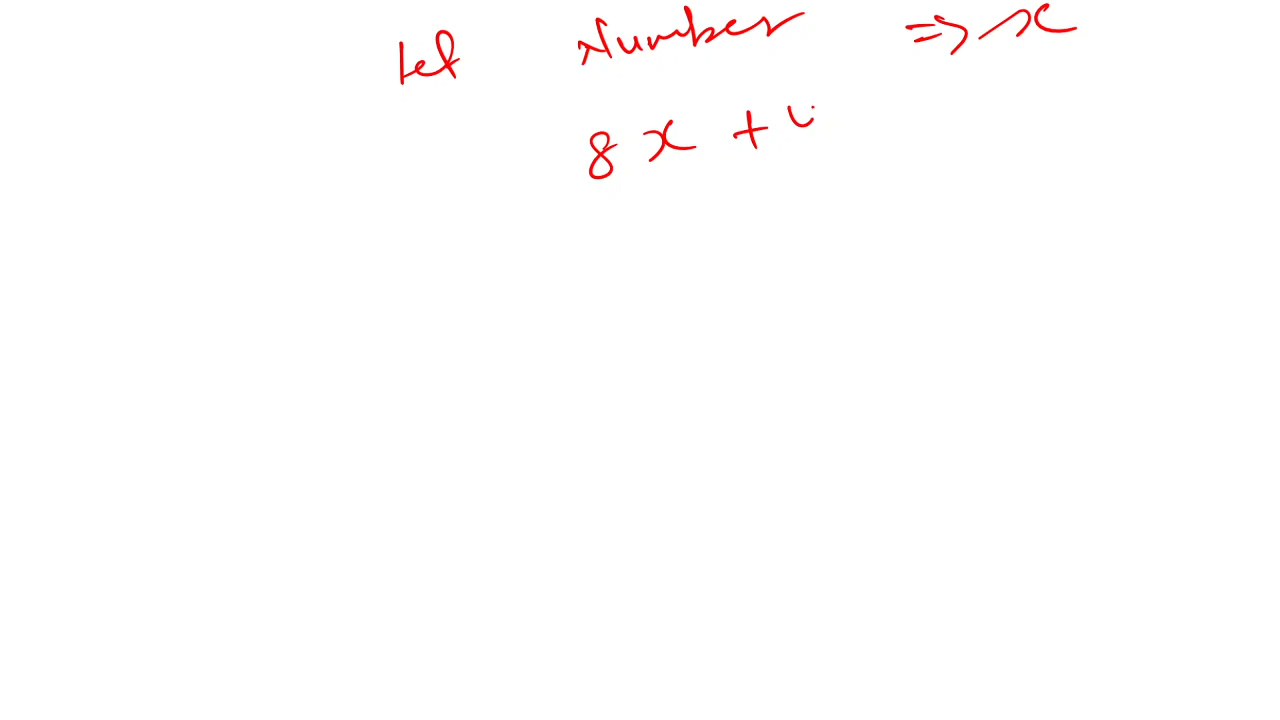 let Number => x
8x +